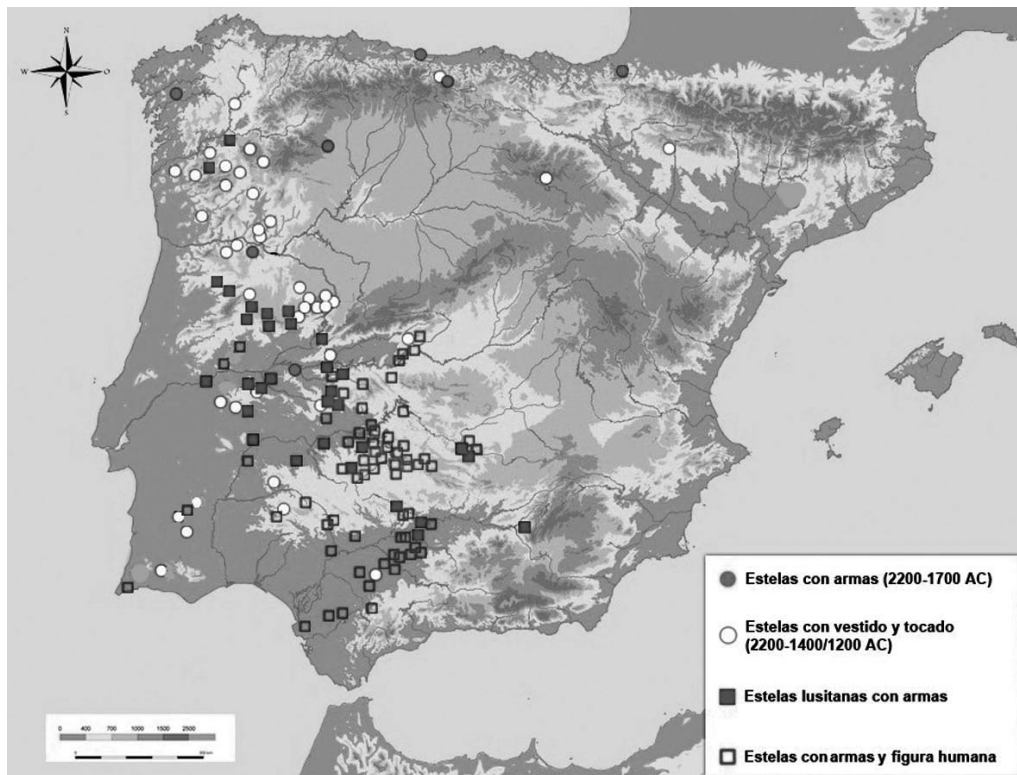 N
W O
S
Estelas con armas (2200-1700 AC)
Estelas con vestido y tocado
(2200-1400/1200 AC)
Estelas lusitanas con armas
Estelas con armas y figura humana
0 400 700 1000 1500 2500
0